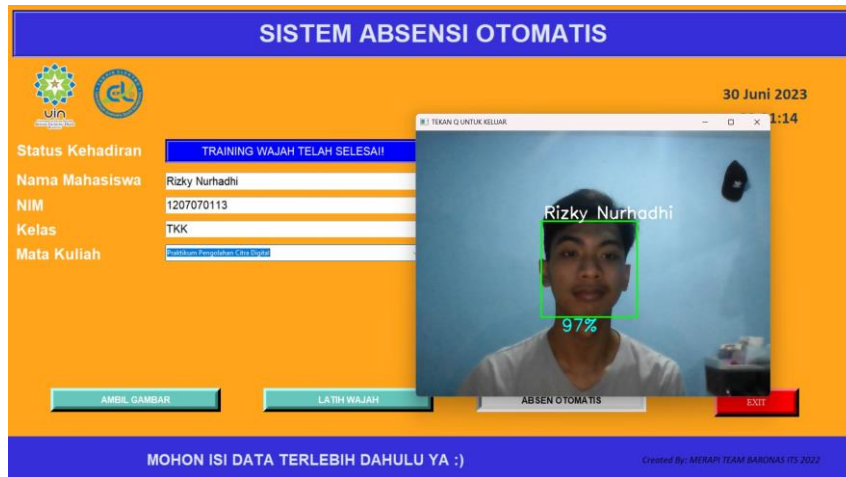 SISTEM ABSENSI OTOMATIS
uin
30 Juni 2023
1:14
TEKAN Q UNTUK KELUAR
Status Kehadiran
TRAINING WAJAH TELAH SELESAI!
Nama Mahasiswa
Rizky Nurhadhi
NIM
1207070113
Kelas
TKK
Mata Kuliah
Praktikum Pengolahan Citra Digital
Rizky Nurhadhi
97%
AMBIL GAMBAR
LATIH WAJAH
ABSEN OTOMATIS
EXIT
MOHON ISI DATA TERLEBIH DAHULU YA :)
Created By: MERAPI TEAM BARONAS ITS 2022